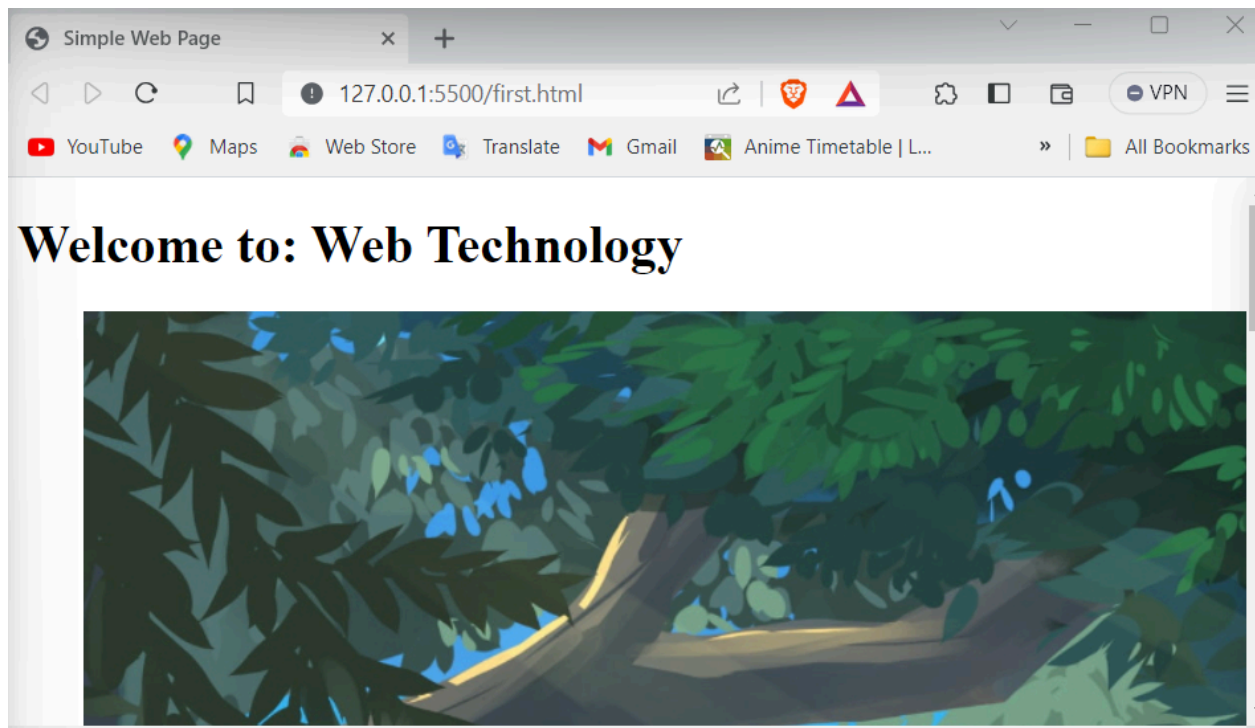 Simple Web Page
127.0.0.1:5500/first.html
VPN
YouTube Maps Web Store Translate Gmail Anime Timetable | L... » All Bookmarks
Welcome to: Web Technology